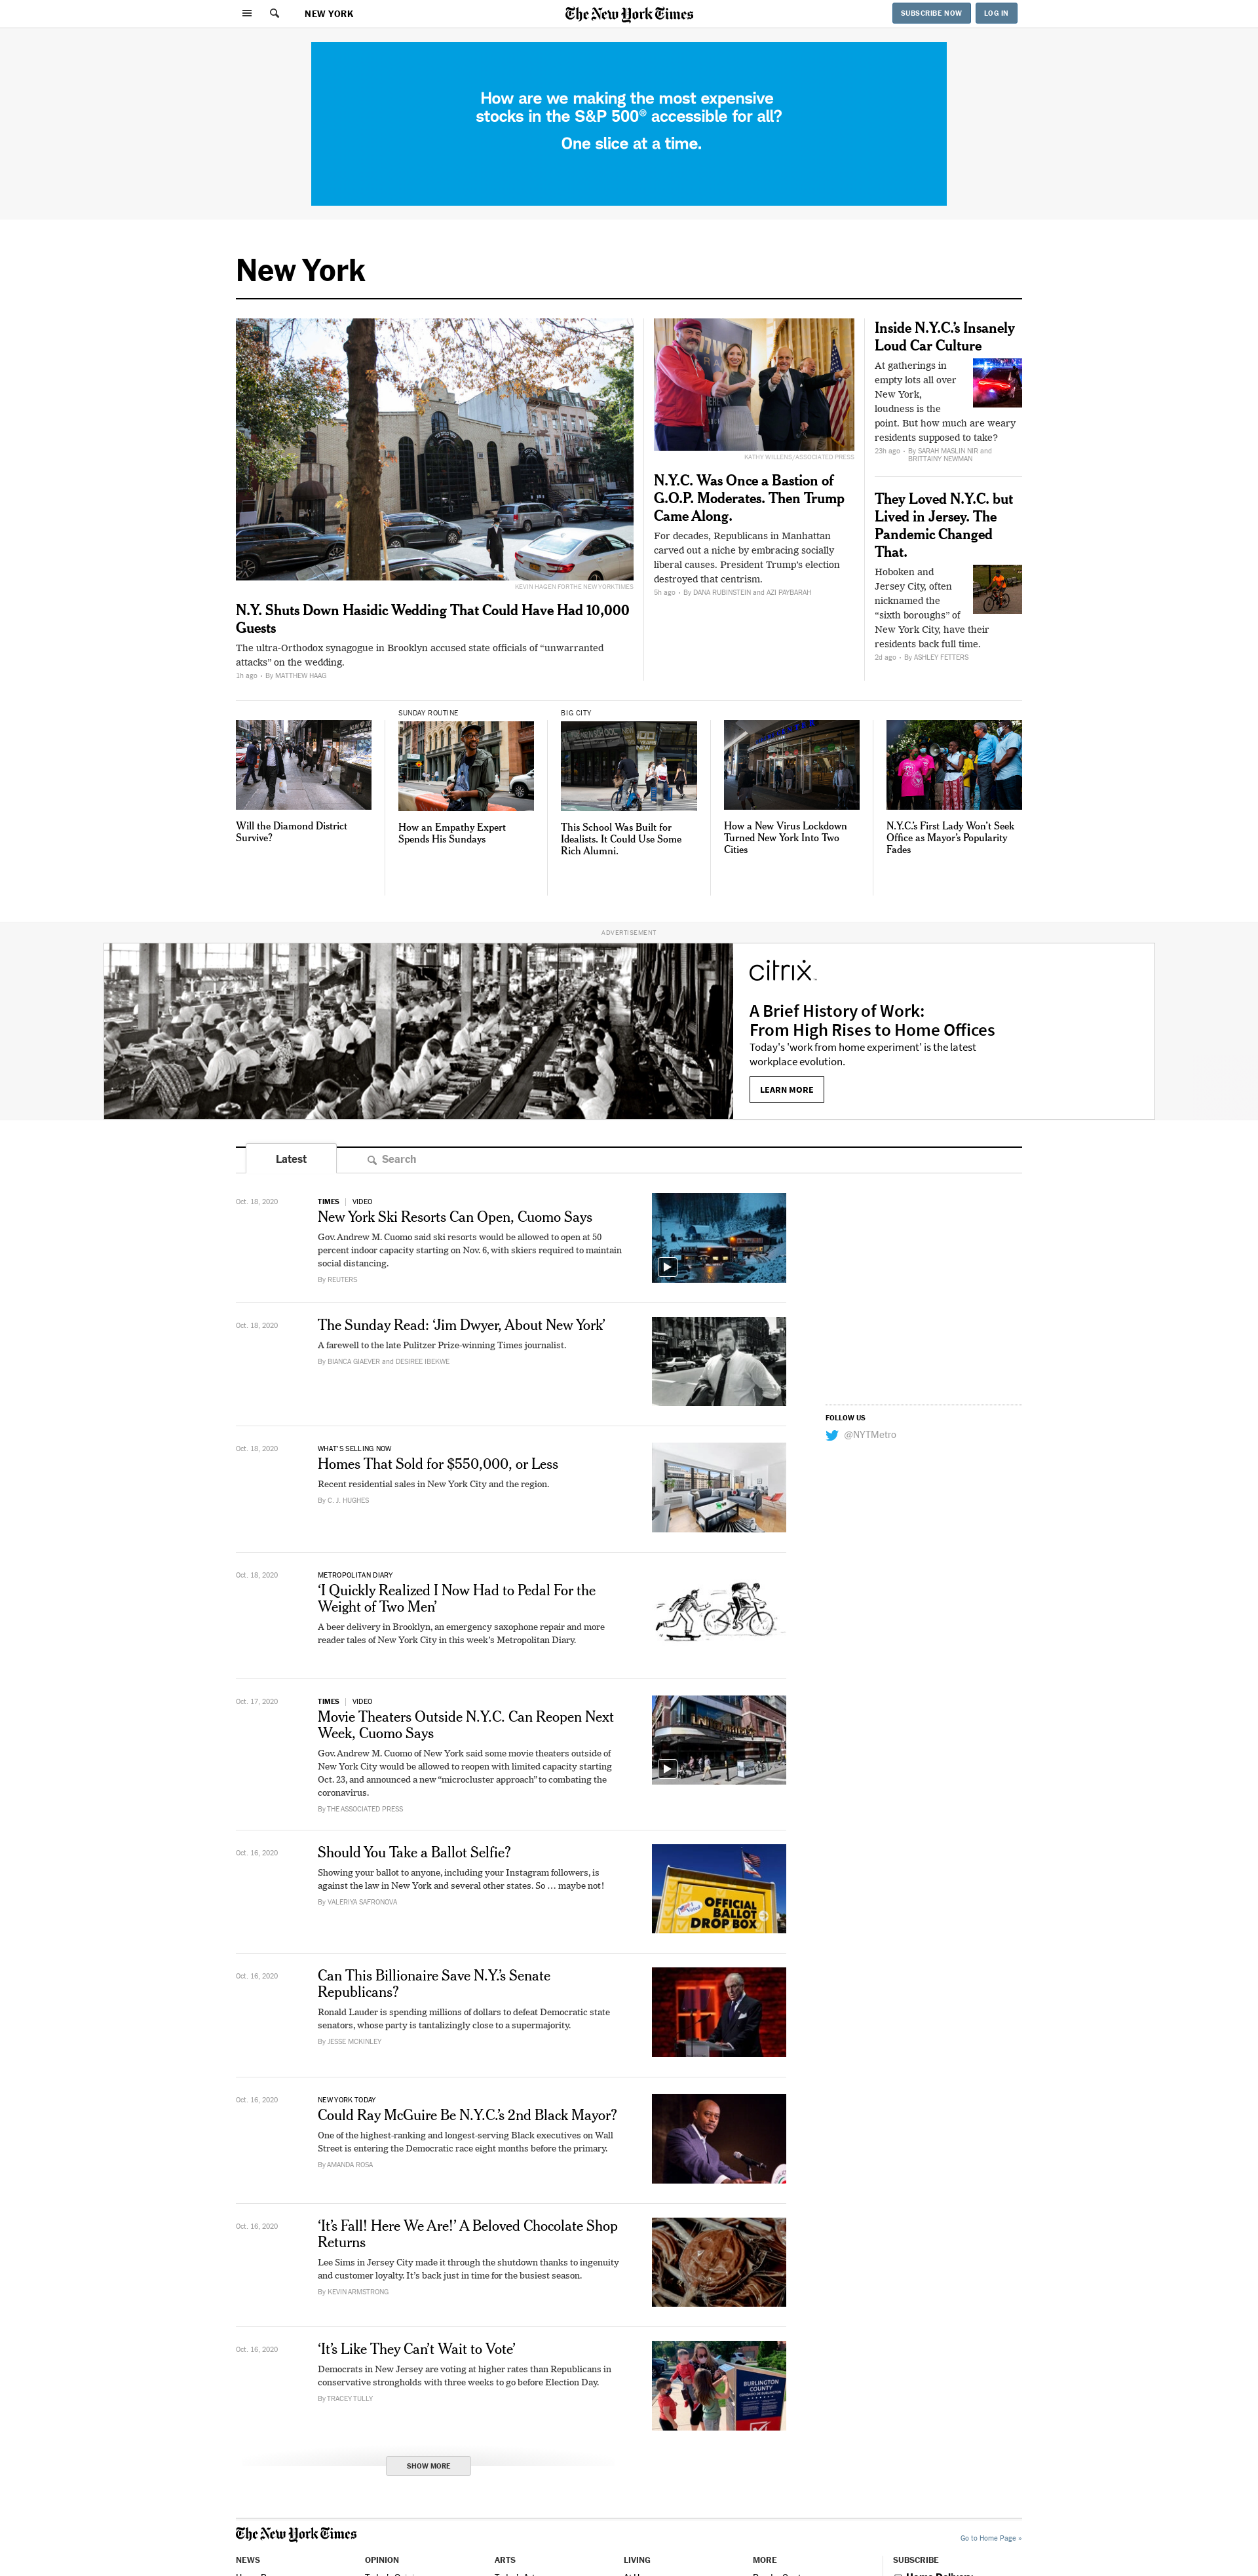 NEW YORK
The New York Times
SUBSCRIBE NOW
LOG IN
How are we making the most expensive
stocks in the S&P 500® accessible for all?
One slice at a time.
New York
KEVIN HAGEN FOR THE NEW YORK TIMES
N.Y. Shuts Down Hasidic Wedding That Could Have Had 10,000
Guests
The ultra-Orthodox synagogue in Brooklyn accused state officials of “unwarranted
attacks” on the wedding.
1h ago • By MATTHEW HAAG
KATHY WILLENS/ASSOCIATED PRESS
N.Y.C. Was Once a Bastion of
G.O.P. Moderates. Then Trump
Came Along.
For decades, Republicans in Manhattan
carved out a niche by embracing socially
liberal causes. President Trump’s election
destroyed that centrism.
5h ago • By DANA RUBINSTEIN and AZI PAYBARAH
Inside N.Y.C.’s Insanely
Loud Car Culture
At gatherings in
empty lots all over
New York,
loudness is the
point. But how much are weary
residents supposed to take?
23h ago • By SARAH MASLIN NIR and
BRITTAINY NEWMAN
They Loved N.Y.C. but
Lived in Jersey. The
Pandemic Changed
That.
Hoboken and
Jersey City, often
nicknamed the
“sixth boroughs” of
New York City, have their
residents back full time.
2d ago • By ASHLEY FETTERS
Will the Diamond District
Survive?
SUNDAY ROUTINE
How an Empathy Expert
Spends His Sundays
BIG CITY
This School Was Built for
Idealists. It Could Use Some
Rich Alumni.
How a New Virus Lockdown
Turned New York Into Two
Cities
N.Y.C.’s First Lady Won’t Seek
Office as Mayor’s Popularity
Fades
ADVERTISEMENT
citrix
A Brief History of Work:
From High Rises to Home Offices
Today's 'work from home experiment' is the latest
workplace evolution.
LEARN MORE
Latest
Search
Oct. 18, 2020
TIMES | VIDEO
New York Ski Resorts Can Open, Cuomo Says
Gov. Andrew M. Cuomo said ski resorts would be allowed to open at 50
percent indoor capacity starting on Nov. 6, with skiers required to maintain
social distancing.
By REUTERS
Oct. 18, 2020
The Sunday Read: ‘Jim Dwyer, About New York’
A farewell to the late Pulitzer Prize-winning Times journalist.
By BIANCA GIAEVER and DESIREE IBEKWE
FOLLOW US
@NYTMetro
Oct. 18, 2020
WHAT’S SELLING NOW
Homes That Sold for $550,000, or Less
Recent residential sales in New York City and the region.
By C. J. HUGHES
Oct. 18, 2020
METROPOLITAN DIARY
‘I Quickly Realized I Now Had to Pedal For the
Weight of Two Men’
A beer delivery in Brooklyn, an emergency saxophone repair and more
reader tales of New York City in this week’s Metropolitan Diary.
Oct. 17, 2020
TIMES | VIDEO
Movie Theaters Outside N.Y.C. Can Reopen Next
Week, Cuomo Says
Gov. Andrew M. Cuomo of New York said some movie theaters outside of
New York City would be allowed to reopen with limited capacity starting
Oct. 23, and announced a new “microcluster approach” to combating the
coronavirus.
By THE ASSOCIATED PRESS
Oct. 16, 2020
Should You Take a Ballot Selfie?
Showing your ballot to anyone, including your Instagram followers, is
against the law in New York and several other states. So … maybe not!
By VALERIYA SAFRONOVA
OFFICIAL
BALLOT
DROP BOX
Oct. 16, 2020
Can This Billionaire Save N.Y.’s Senate
Republicans?
Ronald Lauder is spending millions of dollars to defeat Democratic state
senators, whose party is tantalizingly close to a supermajority.
By JESSE MCKINLEY
Oct. 16, 2020
NEW YORK TODAY
Could Ray McGuire Be N.Y.C.’s 2nd Black Mayor?
One of the highest-ranking and longest-serving Black executives on Wall
Street is entering the Democratic race eight months before the primary.
By AMANDA ROSA
Oct. 16, 2020
‘It’s Fall! Here We Are!’ A Beloved Chocolate Shop
Returns
Lee Sims in Jersey City made it through the shutdown thanks to ingenuity
and customer loyalty. It’s back just in time for the busiest season.
By KEVIN ARMSTRONG
Oct. 16, 2020
‘It’s Like They Can’t Wait to Vote’
Democrats in New Jersey are voting at higher rates than Republicans in
conservative strongholds with three weeks to go before Election Day.
By TRACEY TULLY
BURLINGTON
COUNTY
SHOW MORE
The New York Times
Go to Home Page »
NEWS
OPINION
ARTS
LIVING
MORE
SUBSCRIBE